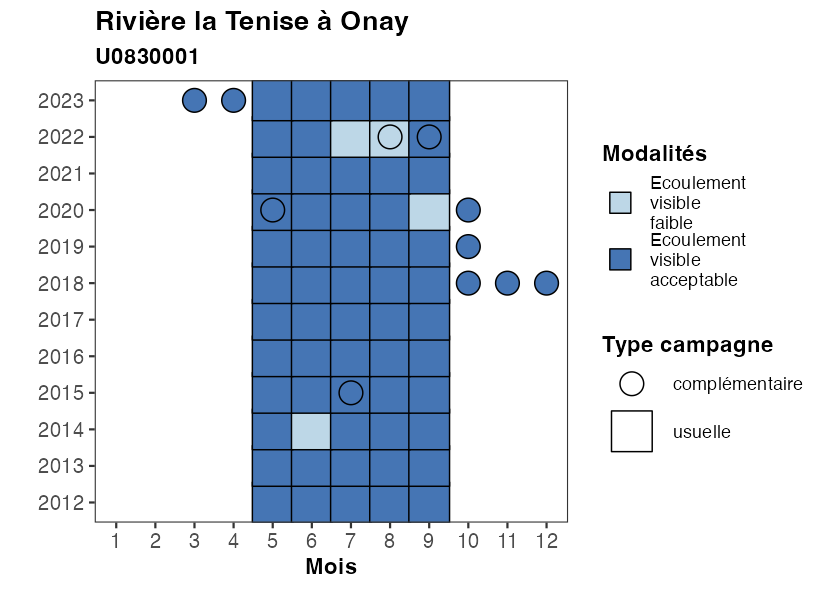 Rivière la Tenise à Onay
U0830001
2023
2022
2021
2020
2019
2018
2017
2016
2015
2014
2013
2012
1 2 3 4 5 6 7 8 9 10 11 12
Mois
Modalités
Ecoulement
visible
faible
Ecoulement
visible
acceptable
Type campagne
complémentaire
usuelle